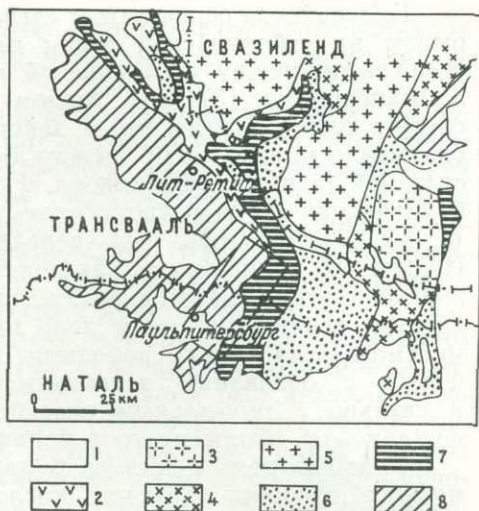 СВАЗИЛЕНД
Пит-Ретиф
ТРАНСВААЛЬ
Паульпитерсбург
НАТАЛЬ
0 25 км
1 3 5 7
2 4 6 8